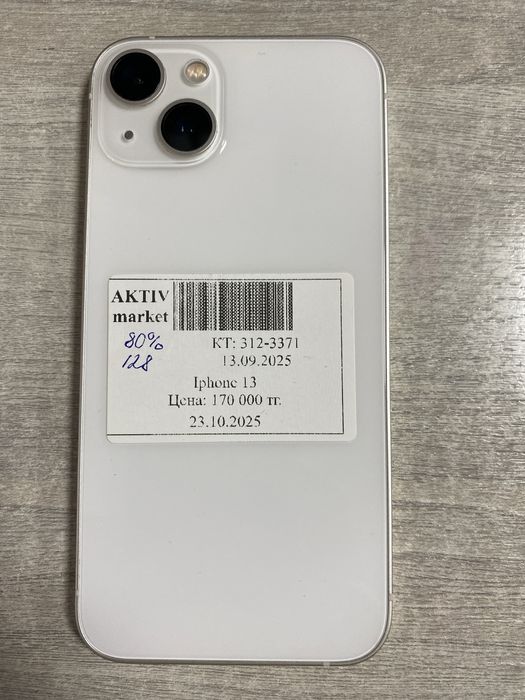 AKTIV
market
80%
128
КТ: 312-3371
13.09.2025
Iphone 13
Цена: 170 000 тг.
23.10.2025